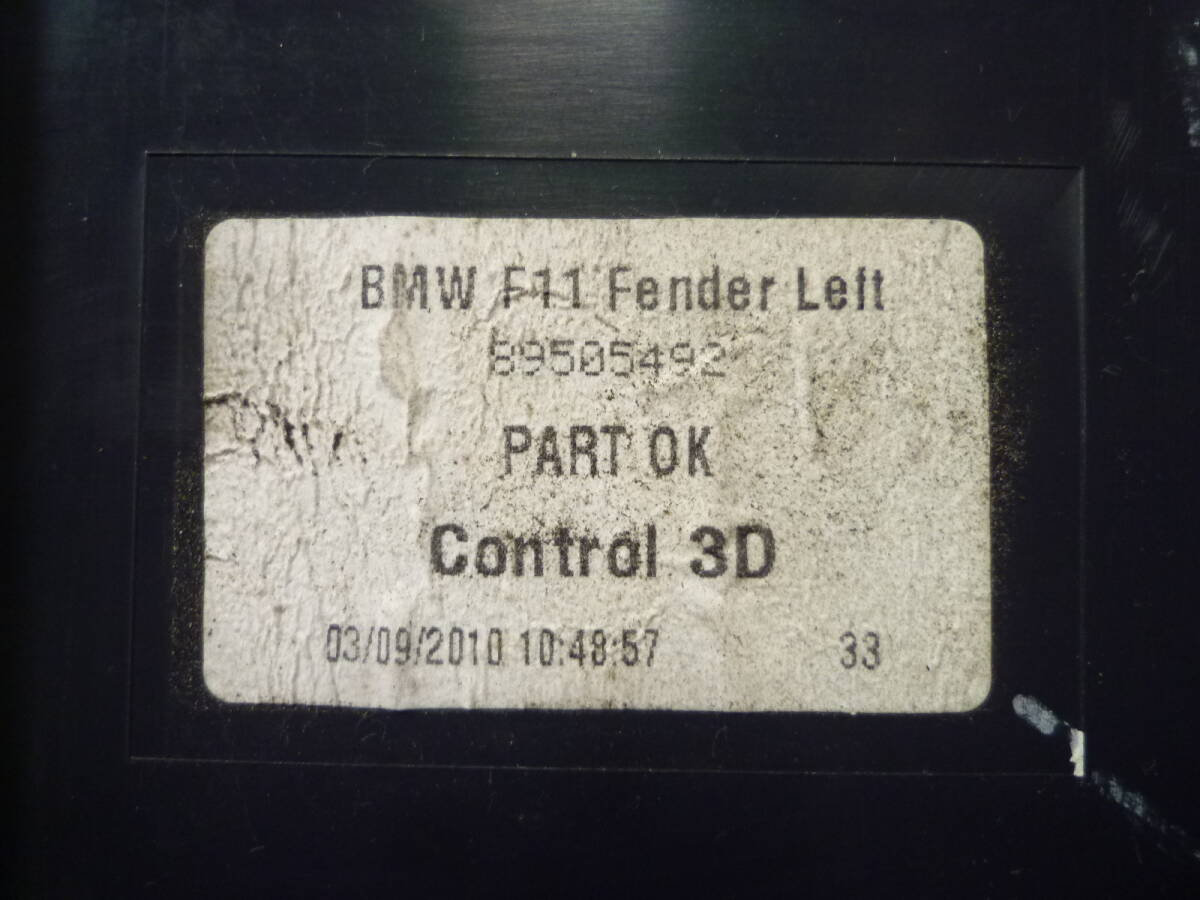 BMW F11 Fender Left
89505492
PART OK
Control 3D
03/09/2010 10:48:57 33